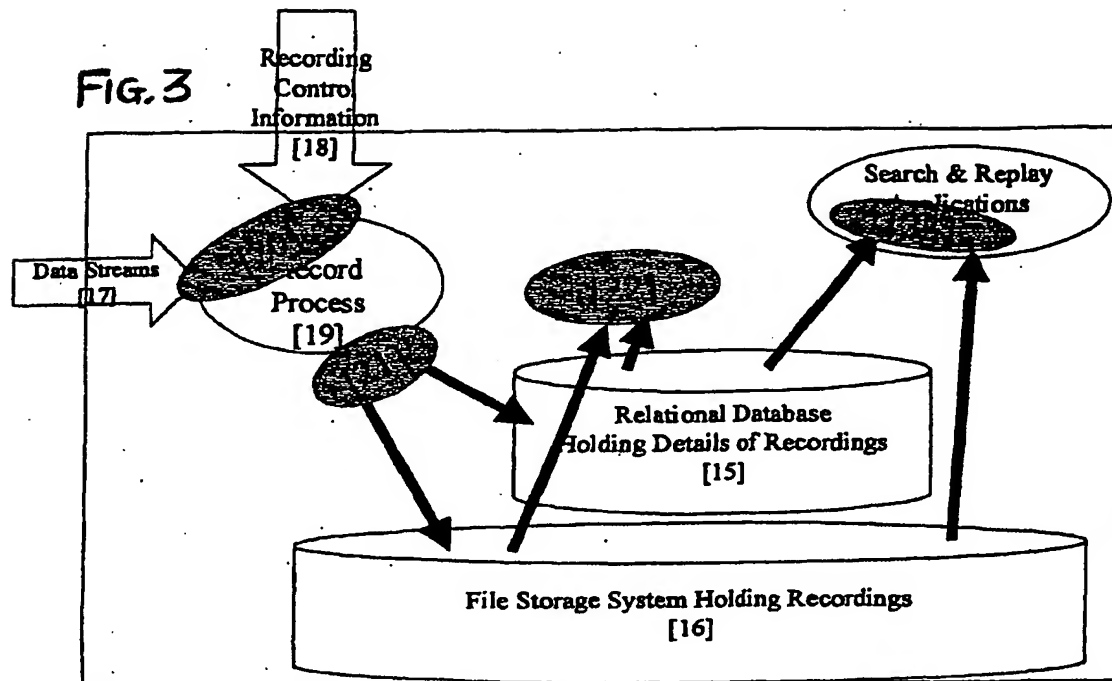 FIG. 3
Recording
Control
Information
[18]
Data Streams
[17]
Record
Process
[19]
Search & Replay
Applications
Relational Database
Holding Details of Recordings
[15]
File Storage System Holding Recordings
[16]